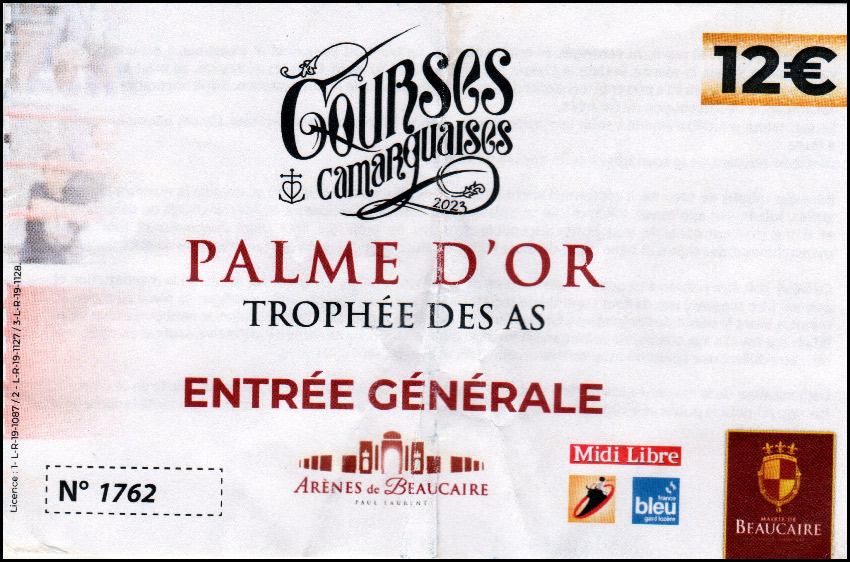 COURSES
camarguaises
2023
12€
PALME D'OR
TROPHÉE DES AS
ENTRÉE GÉNÉRALE
Licence : 1- L-R-19-1087 / 2 - L-R-19-1127 / 3-L-R-19-1128
N° 1762
ARÈNES de BEAUCAIRE
PAUL LAURENT
Midi Libre
france
bleu
gard lozère
MAIRIE DE
BEAUCAIRE